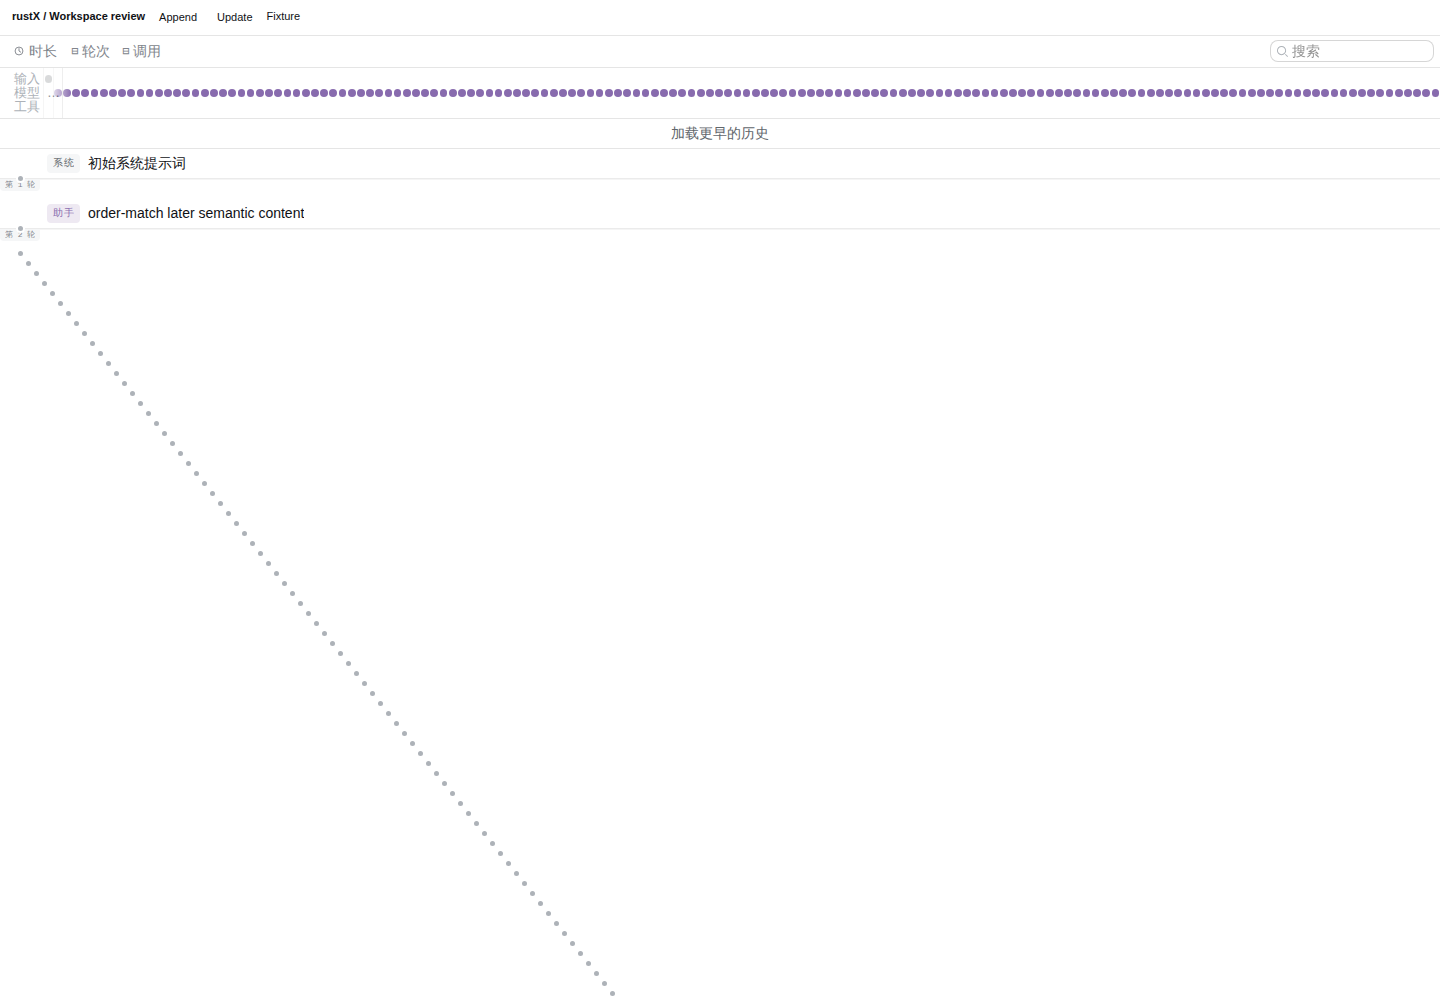 rustX / Workspace review Append Update Fixture
时长 轮次 调用 搜索
输入
模型 ...
工具
加载更早的历史
系统 初始系统提示词
第 1 轮
助手 order-match later semantic content
第 2 轮